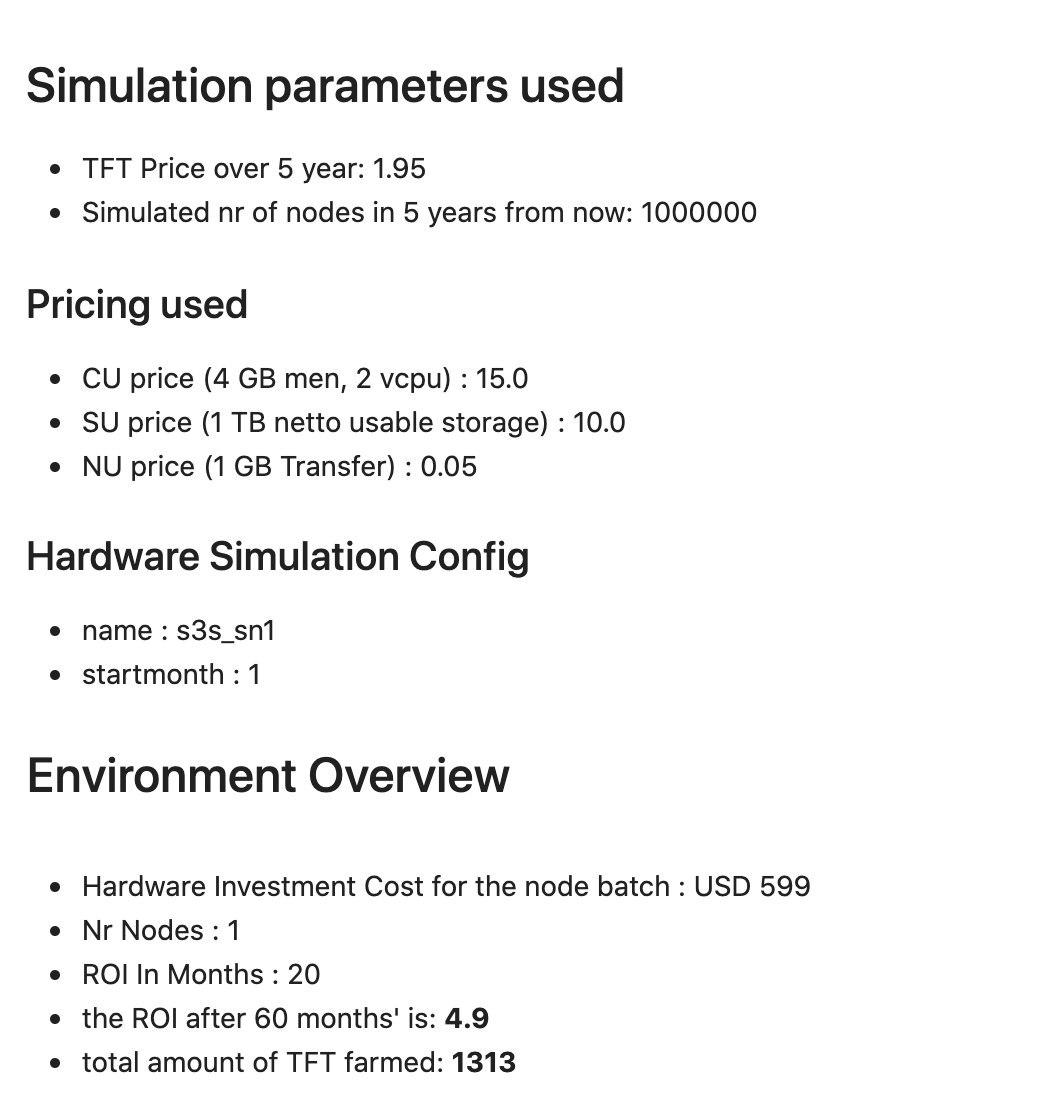 Simulation parameters used
• TFT Price over 5 year: 1.95
• Simulated nr of nodes in 5 years from now: 1000000
Pricing used
• CU price (4 GB men, 2 vcpu) : 15.0
• SU price (1 TB netto usable storage) : 10.0
• NU price (1 GB Transfer) : 0.05
Hardware Simulation Config
• name : s3s_sn1
• startmonth : 1
Environment Overview
• Hardware Investment Cost for the node batch : USD 599
• Nr Nodes : 1
• ROI In Months : 20
• the ROI after 60 months' is: 4.9
• total amount of TFT farmed: 1313